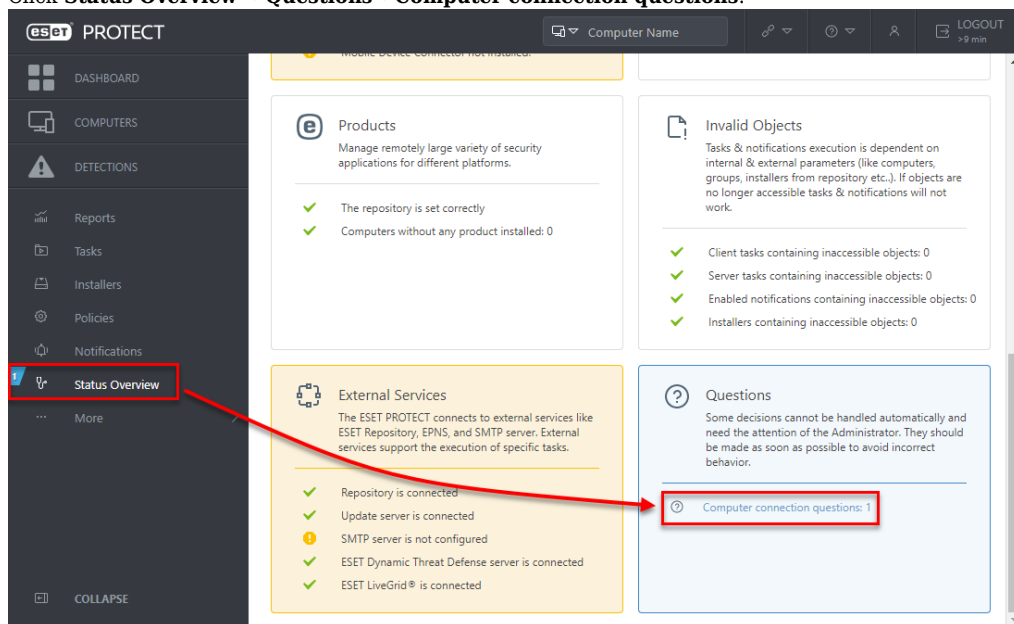 Click Status Overview → Questions→Computer connection questions.
eset PROTECT
Computer Name
LOGOUT
>9 min
DASHBOARD
COMPUTERS
DETECTIONS
Reports
Tasks
Installers
Policies
Notifications
1
Status Overview
More
COLLAPSE
Mobile Device Connector not installed.
Products
Manage remotely large variety of security
applications for different platforms.
The repository is set correctly
Computers without any product installed: 0
Invalid Objects
Tasks & notifications execution is dependent on
internal & external parameters (like computers,
groups, installers from repository etc..). If objects are
no longer accessible tasks & notifications will not
work.
Client tasks containing inaccessible objects: 0
Server tasks containing inaccessible objects: 0
Enabled notifications containing inaccessible objects: 0
Installers containing inaccessible objects: 0
External Services
The ESET PROTECT connects to external services like
ESET Repository, EPNS, and SMTP server. External
services support the execution of specific tasks.
Repository is connected
Update server is connected
SMTP server is not configured
ESET Dynamic Threat Defense server is connected
ESET LiveGrid® is connected
Questions
Some decisions cannot be handled automatically and
need the attention of the Administrator. They should
be made as soon as possible to avoid incorrect
behavior.
Computer connection questions: 1